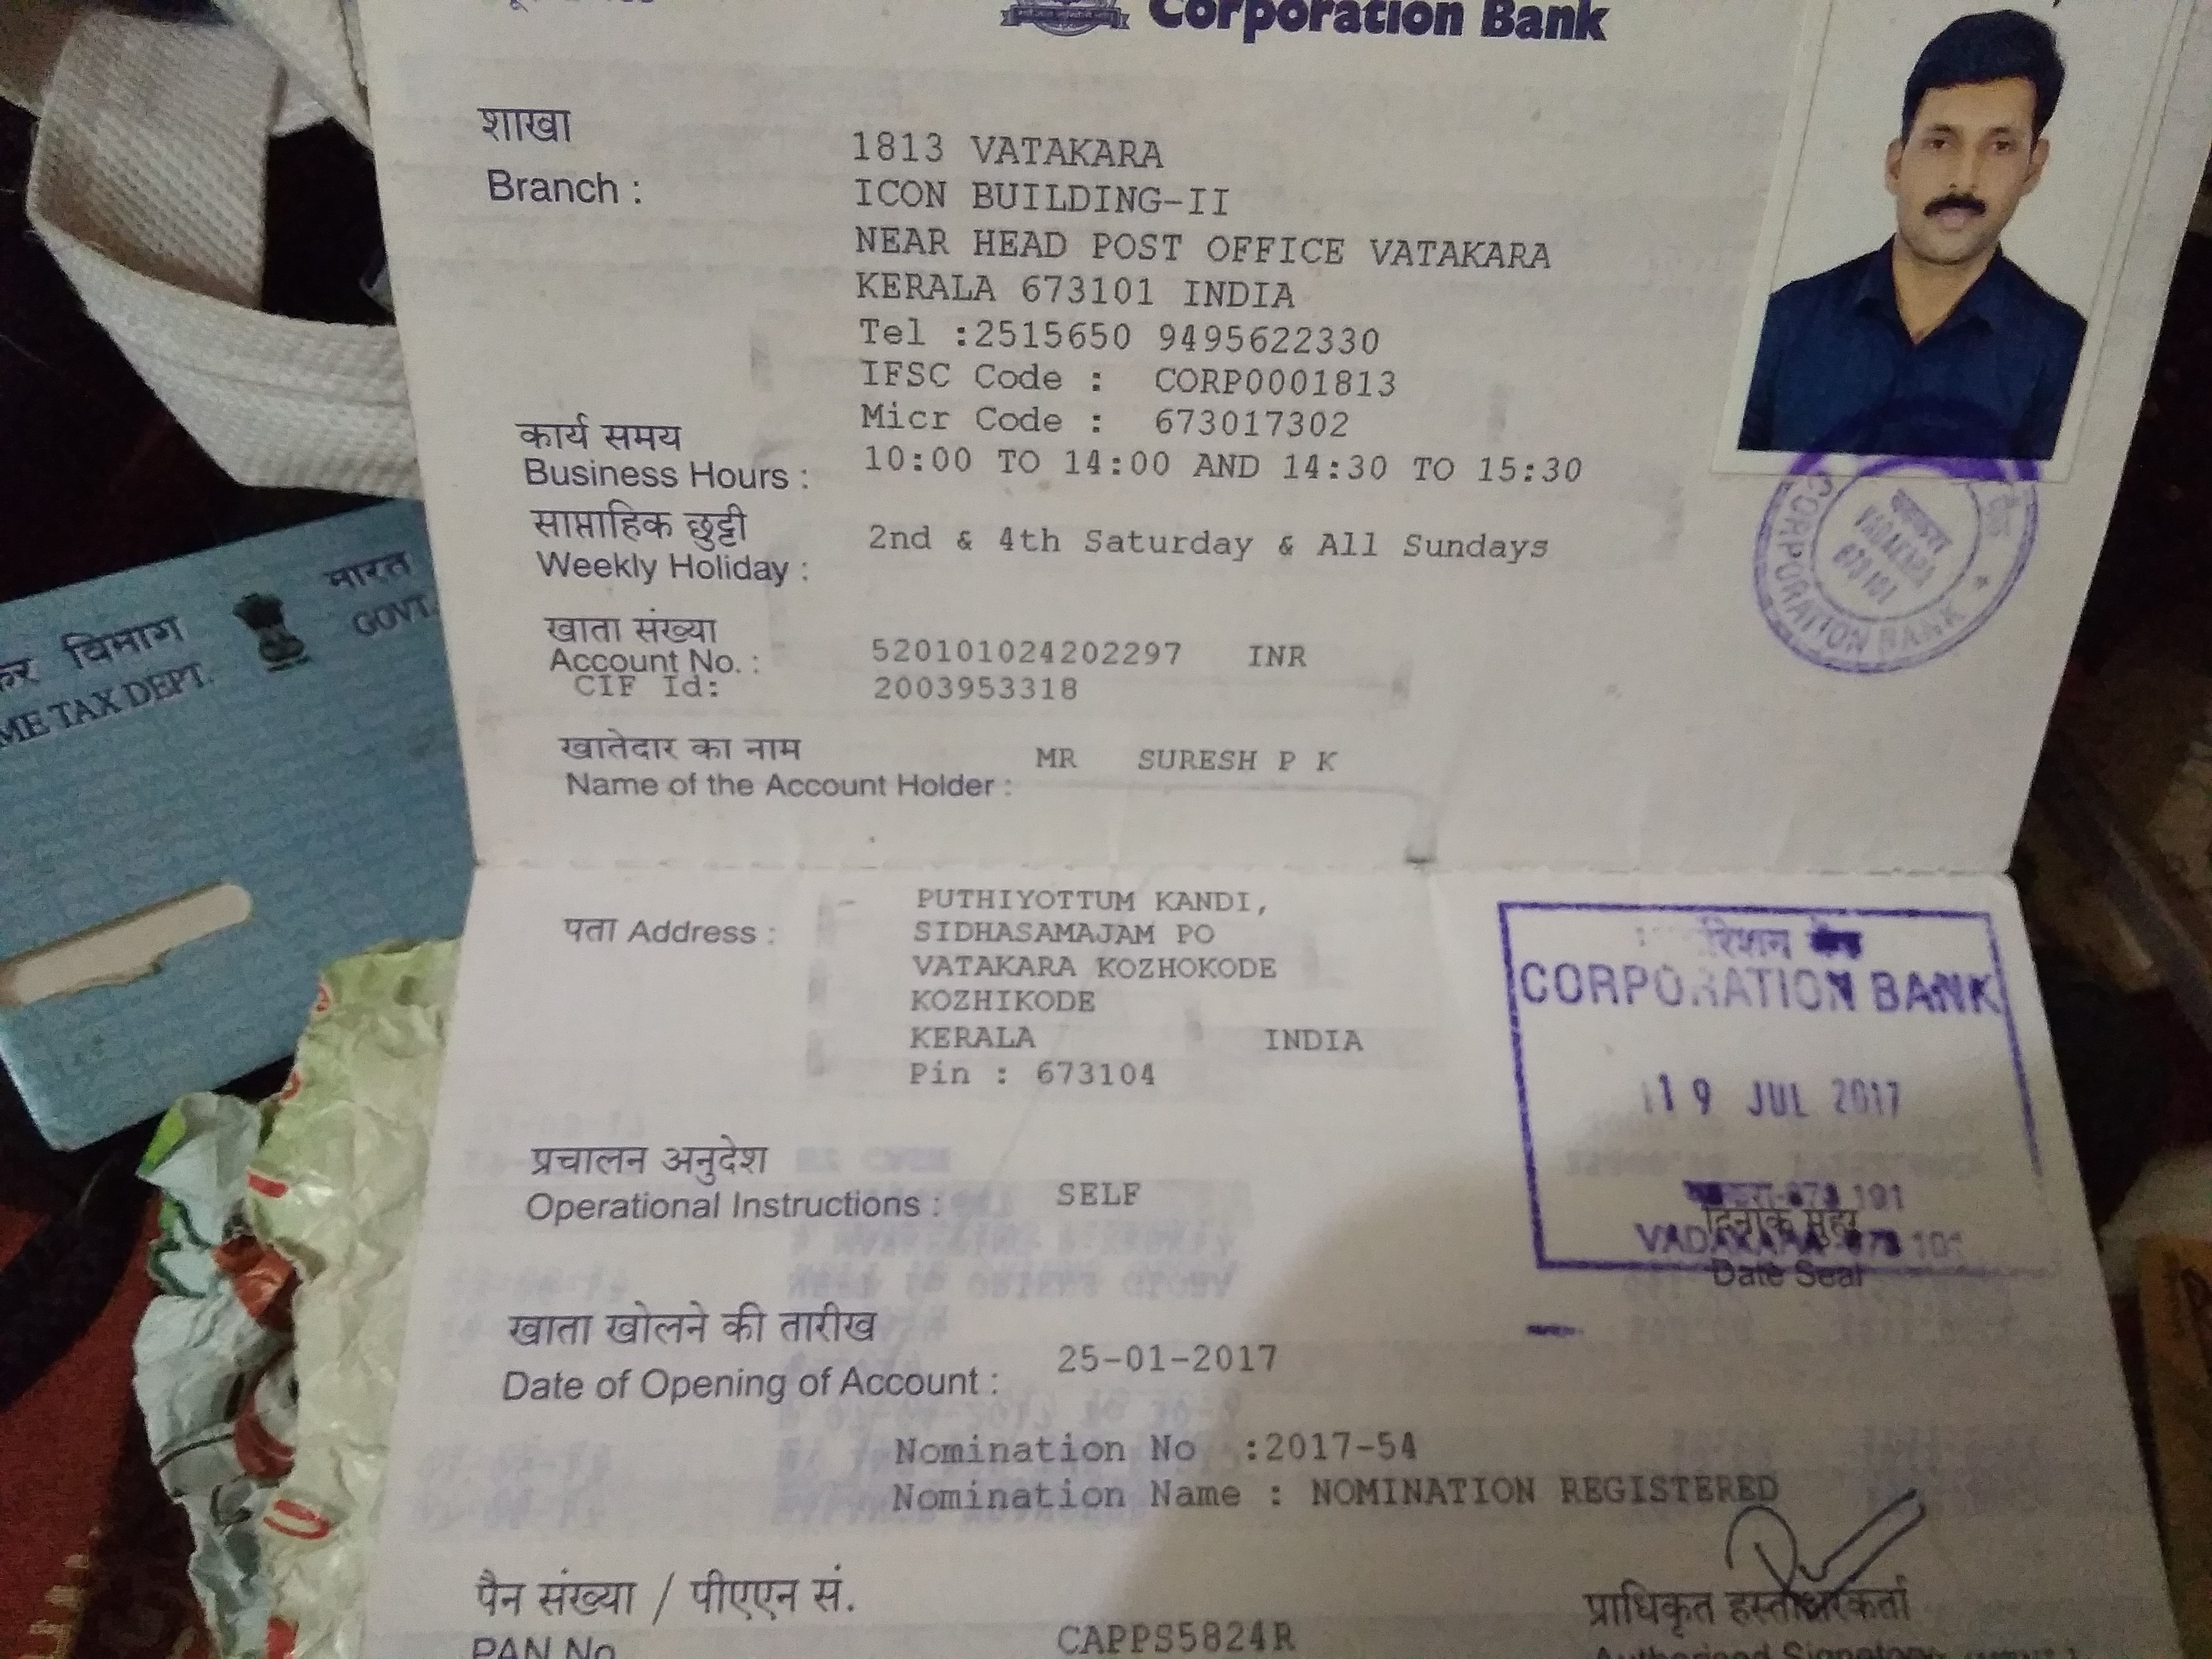 Corporation Bank
शाखा
Branch :
1813 VATAKARA
ICON BUILDING-II
NEAR HEAD POST OFFICE VATAKARA
KERALA 673101 INDIA
Tel :2515650 9495622330
IFSC Code : CORP0001813
Micr Code : 673017302
कार्य समय
Business Hours : 10:00 TO 14:00 AND 14:30 TO 15:30
साप्ताहिक छुट्टी
Weekly Holiday : 2nd & 4th Saturday & All Sundays
CORPORATION BANK
VADAKARA
673 101
खाता संख्या
Account No. : 520101024202297 INR
CIF Id: 2003953318
खातेदार का नाम
Name of the Account Holder : MR SURESH P K
पता Address :
PUTHIYOTTUM KANDI,
SIDHASAMAJAM PO
VATAKARA KOZHOKODE
KOZHIKODE
KERALA INDIA
Pin : 673104
CORPORATION BANK
19 JUL 2017
दिनांक मुहर
VADAKARA-673 101
Date Seal
प्रचालन अनुदेश
Operational Instructions : SELF
खाता खोलने की तारीख
Date of Opening of Account : 25-01-2017
Nomination No :2017-54
Nomination Name : NOMINATION REGISTERED
पैन संख्या / पीएएन सं.
PAN No CAPPS5824R
प्राधिकृत हस्ताक्षरकर्ता
Authorised Signatory
विभाग
भारत
TAX DEPT.
GOVT.